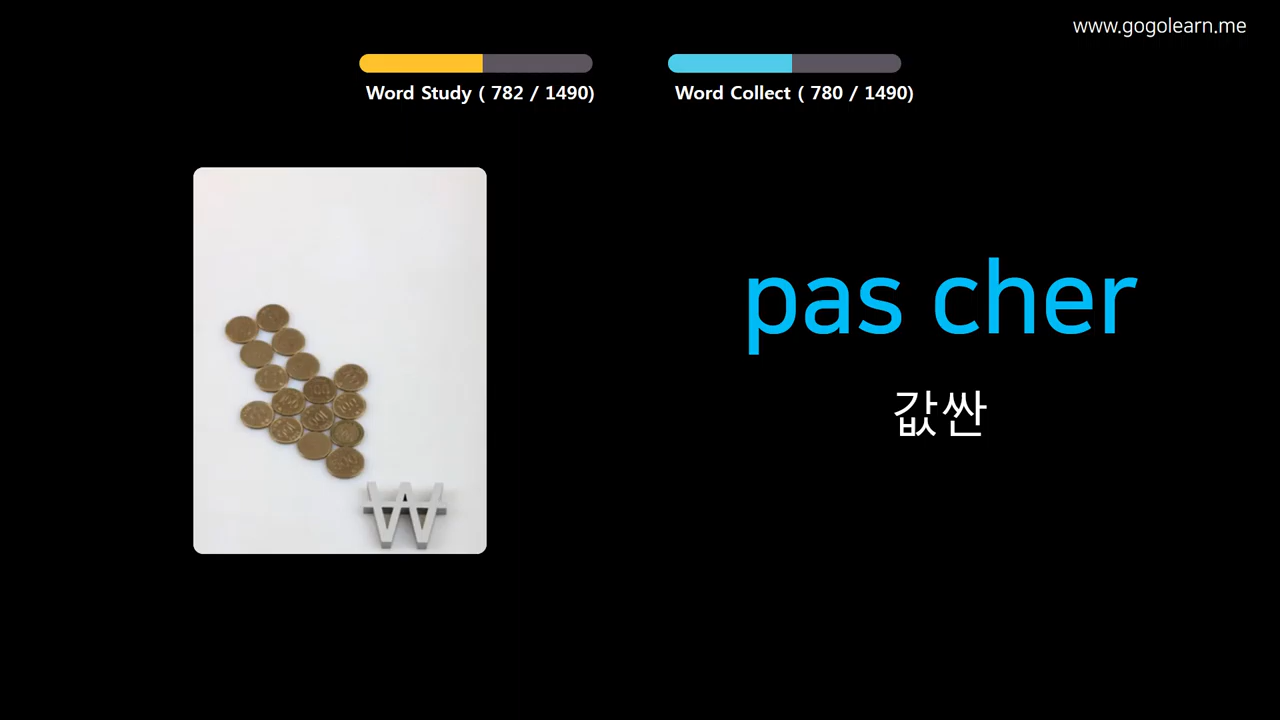 www.gogolearn.me
Word Study ( 782 / 1490)
Word Collect ( 780 / 1490)
pas cher
값싼
₩